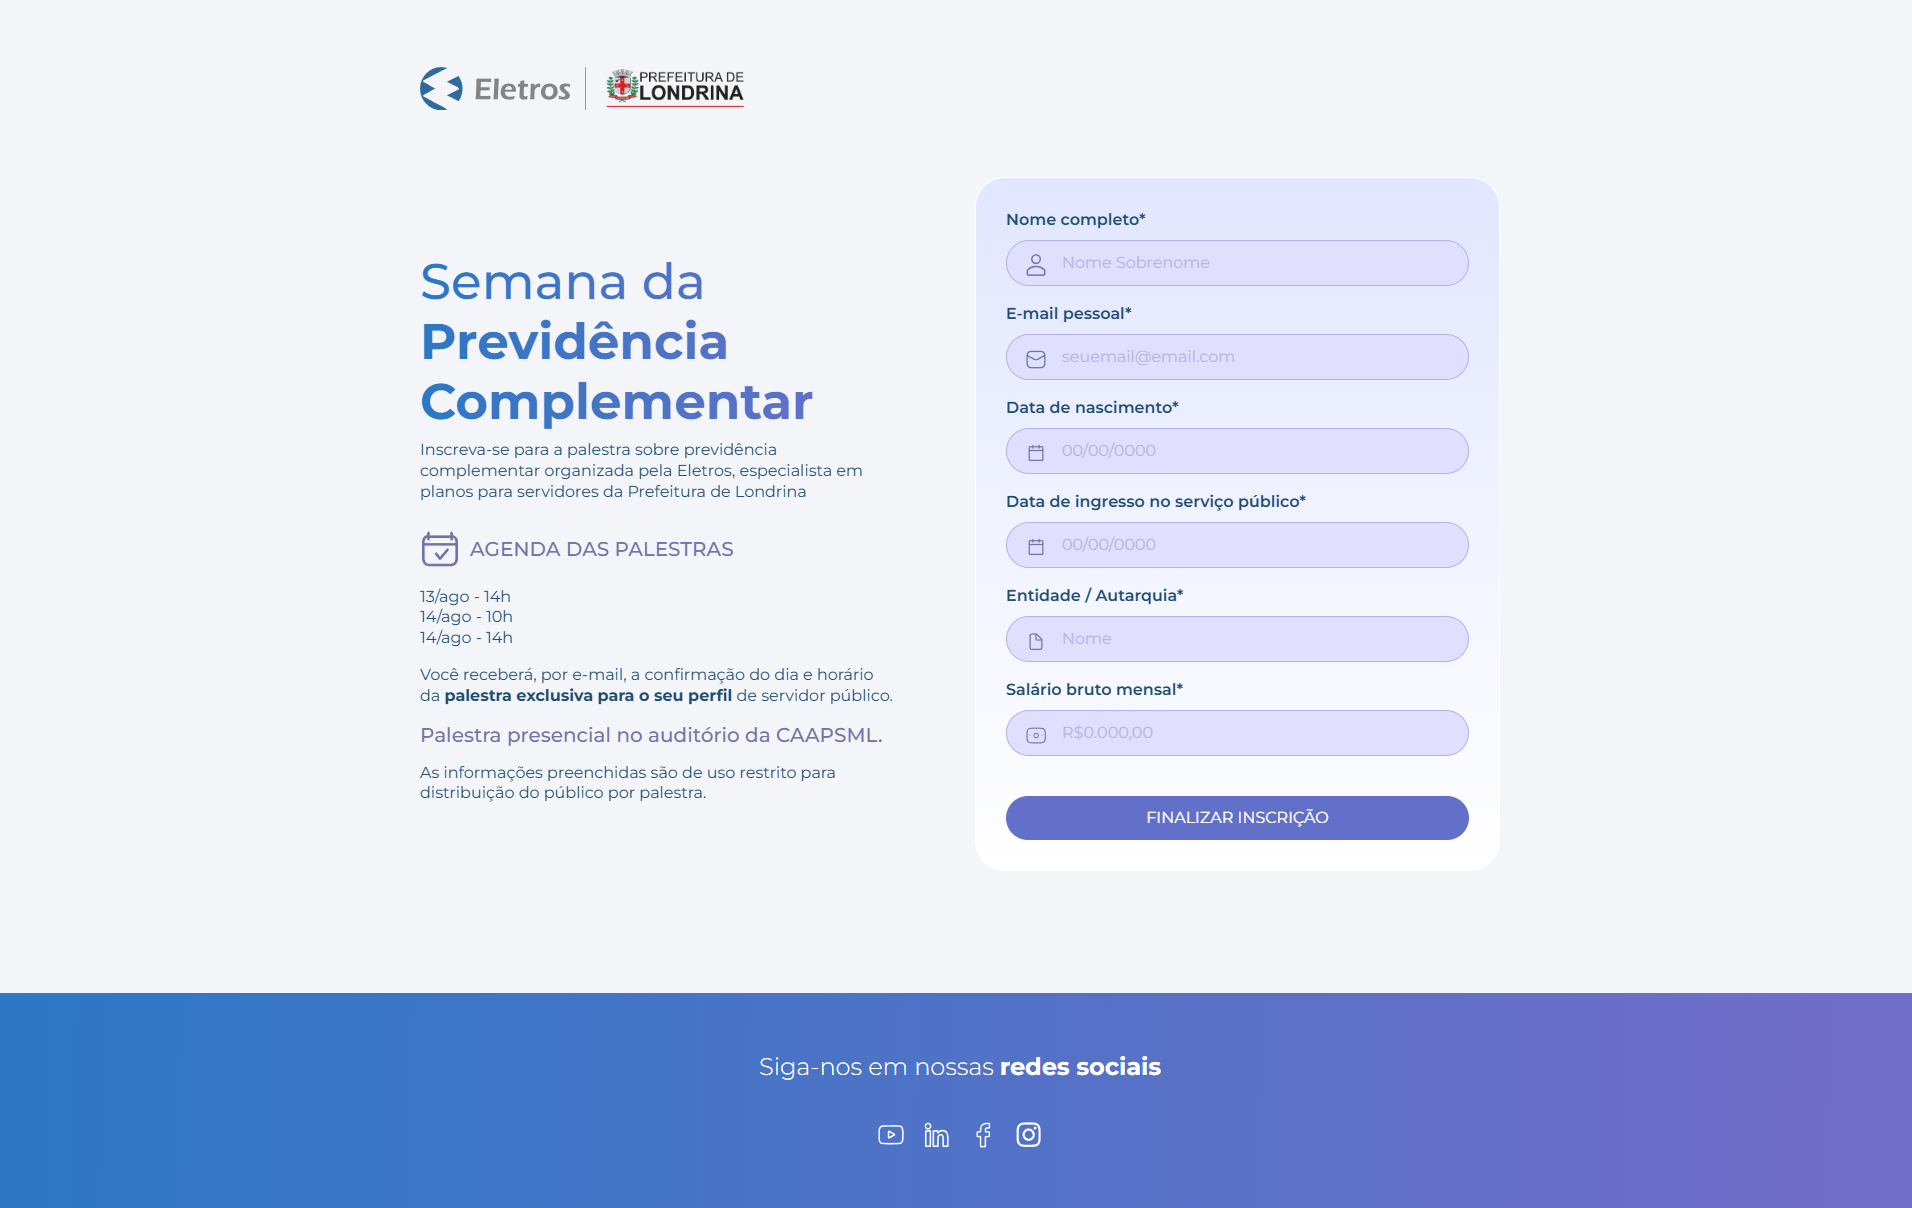 Eletros
PREFEITURA DE
LONDRINA
Semana da
Previdência
Complementar
Inscreva-se para a palestra sobre previdência
complementar organizada pela Eletros, especialista em
planos para servidores da Prefeitura de Londrina
AGENDA DAS PALESTRAS
13/ago - 14h
14/ago - 10h
14/ago - 14h
Você receberá, por e-mail, a confirmação do dia e horário
da palestra exclusiva para o seu perfil de servidor público.
Palestra presencial no auditório da CAAPSML.
As informações preenchidas são de uso restrito para
distribuição do público por palestra.
Nome completo*
Nome Sobrenome
E-mail pessoal*
seuemail@email.com
Data de nascimento*
00/00/0000
Data de ingresso no serviço público*
00/00/0000
Entidade / Autarquia*
Nome
Salário bruto mensal*
R$0.000,00
FINALIZAR INSCRIÇÃO
Siga-nos em nossas redes sociais